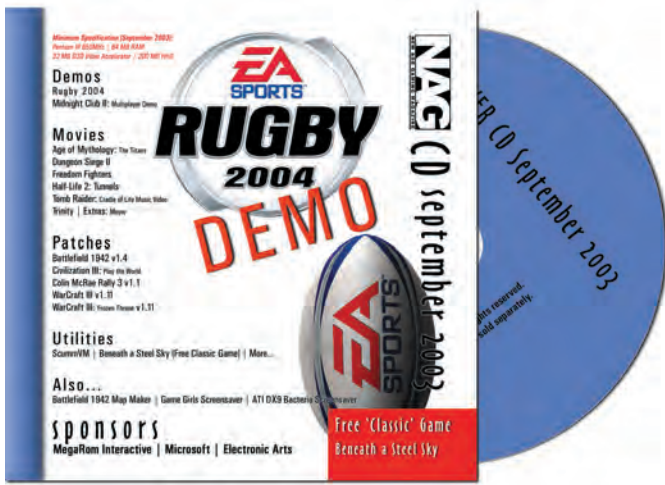 Minimum Specification (September 2003):
Pentium III 650MHz | 64 MB RAM
32 MB D3D Video Accelerator | 200 MB HDD
Demos
Rugby 2004
Midnight Club II: Multiplayer Demo
Movies
Age of Mythology: The Titans
Dungeon Siege II
Freedom Fighters
Half-Life 2: Tunnels
Tomb Raider: Cradle of Life Music Video
Trinity | Extras: Meyer
Patches
Battlefield 1942 v1.4
Civilization III: Play the World
Colin McRae Rally 3 v1.1
WarCraft III v1.11
WarCraft III: Frozen Throne v1.11
Utilities
ScummVM | Beneath a Steel Sky (Free Classic Game) | More...
Also...
Battlefield 1942 Map Maker | Game Girls Screensaver | ATI DX9 Bacteria Screensaver
sponsors
MegaRom Interactive | Microsoft | Electronic Arts
EA
SPORTS
RUGBY
2004
DEMO
EA
SPORTS
NAG CD september 2003
Free 'Classic' Game
Beneath a Steel Sky
CD September 2003
rights reserved.
sold separately.